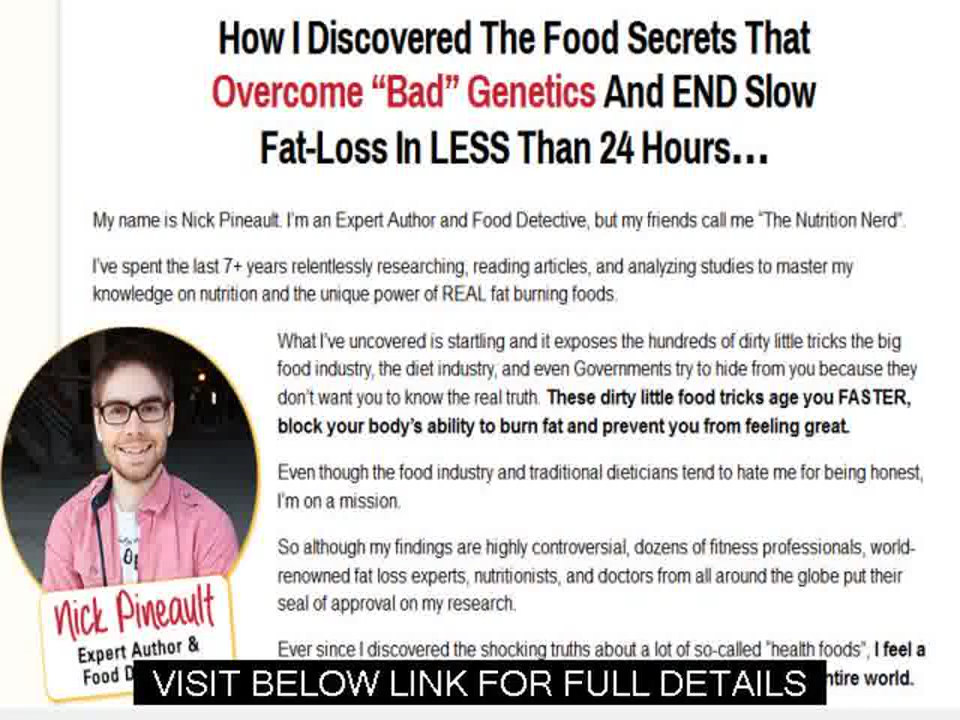 How I Discovered The Food Secrets That
Overcome “Bad” Genetics And END Slow
Fat-Loss In LESS Than 24 Hours…
My name is Nick Pineault. I’m an Expert Author and Food Detective, but my friends call me “The Nutrition Nerd”.
I’ve spent the last 7+ years relentlessly researching, reading articles, and analyzing studies to master my
knowledge on nutrition and the unique power of REAL fat burning foods.
What I’ve uncovered is startling and it exposes the hundreds of dirty little tricks the big
food industry, the diet industry, and even Governments try to hide from you because they
don’t want you to know the real truth. These dirty little food tricks age you FASTER,
block your body’s ability to burn fat and prevent you from feeling great.
Even though the food industry and traditional dieticians tend to hate me for being honest,
I’m on a mission.
So although my findings are highly controversial, dozens of fitness professionals, world-
renowned fat loss experts, nutritionists, and doctors from all around the globe put their
seal of approval on my research.
Ever since I discovered the shocking truths about a lot of so-called “health foods”, I feel a
world.
Nick Pineault
Expert Author &
Food
VISIT BELOW LINK FOR FULL DETAILS